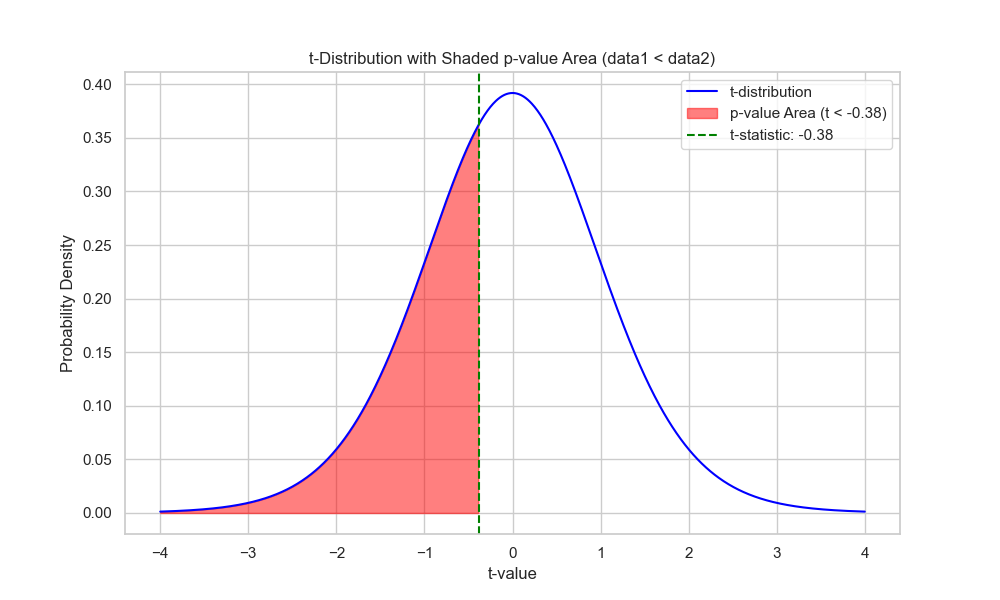 t-Distribution with Shaded p-value Area (data1 < data2)
t-distribution
p-value Area (t < -0.38)
t-statistic: -0.38
Probability Density
0.40
0.35
0.30
0.25
0.20
0.15
0.10
0.05
0.00
−4 −3 −2 −1 0 1 2 3 4
t-value